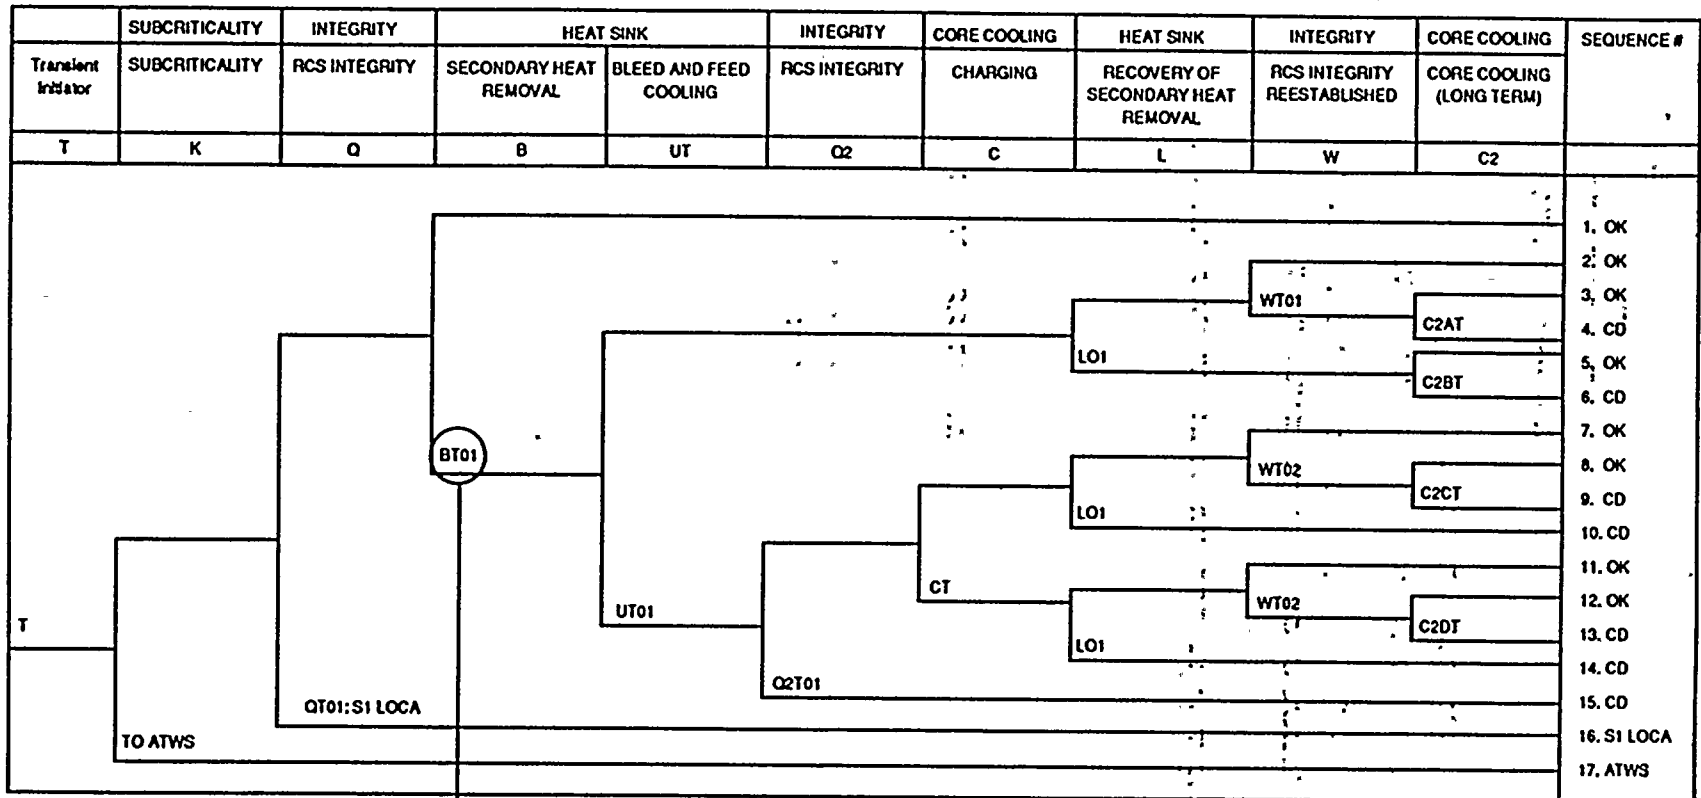 SUBCRITICALITY INTEGRITY HEAT SINK INTEGRITY CORE COOLING HEAT SINK INTEGRITY CORE COOLING SEQUENCE #
Transient Initiator
SUBCRITICALITY
RCS INTEGRITY
SECONDARY HEAT REMOVAL
BLEED AND FEED COOLING
RCS INTEGRITY
CHARGING
RECOVERY OF SECONDARY HEAT REMOVAL
RCS INTEGRITY REESTABLISHED
CORE COOLING (LONG TERM)
T K Q B UT Q2 C L W C2
1. OK
2. OK
WT01
3. OK
C2AT
4. CD
LO1
5. OK
C2BT
6. CD
7. OK
BT01
WT02
8. OK
C2CT
9. CD
LO1
10. CD
11. OK
CT
WT02
12. OK
UT01
C2DT
13. CD
T
LO1
14. CD
Q2T01
15. CD
QT01:S1 LOCA
16. S1 LOCA
TO ATWS
17. ATWS